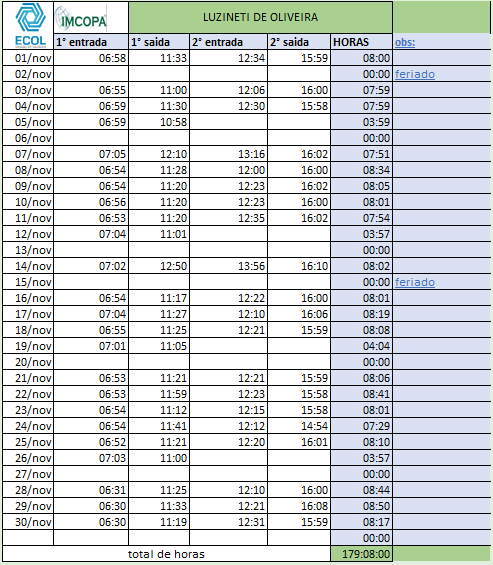 IMCOPA LUZINETI DE OLIVEIRA
ECOL 1° entrada 1° saida 2° entrada 2° saida HORAS obs:
01/nov 06:58 11:33 12:34 15:59 08:00
02/nov 00:00 feriado
03/nov 06:55 11:00 12:06 16:00 07:59
04/nov 06:59 11:30 12:30 15:58 07:59
05/nov 06:59 10:58 03:59
06/nov 00:00
07/nov 07:05 12:10 13:16 16:02 07:51
08/nov 06:54 11:28 12:00 16:00 08:34
09/nov 06:54 11:20 12:23 16:02 08:05
10/nov 06:56 11:20 12:23 16:00 08:01
11/nov 06:53 11:20 12:35 16:02 07:54
12/nov 07:04 11:01 03:57
13/nov 00:00
14/nov 07:02 12:50 13:56 16:10 08:02
15/nov 00:00 feriado
16/nov 06:54 11:17 12:22 16:00 08:01
17/nov 07:04 11:27 12:10 16:06 08:19
18/nov 06:55 11:25 12:21 15:59 08:08
19/nov 07:01 11:05 04:04
20/nov 00:00
21/nov 06:53 11:21 12:21 15:59 08:06
22/nov 06:53 11:59 12:23 15:58 08:41
23/nov 06:54 11:12 12:15 15:58 08:01
24/nov 06:54 11:41 12:12 14:54 07:29
25/nov 06:52 11:21 12:20 16:01 08:10
26/nov 07:03 11:00 03:57
27/nov 00:00
28/nov 06:31 11:25 12:10 16:00 08:44
29/nov 06:30 11:33 12:21 16:08 08:50
30/nov 06:30 11:19 12:31 15:59 08:17
00:00
total de horas 179:08:00